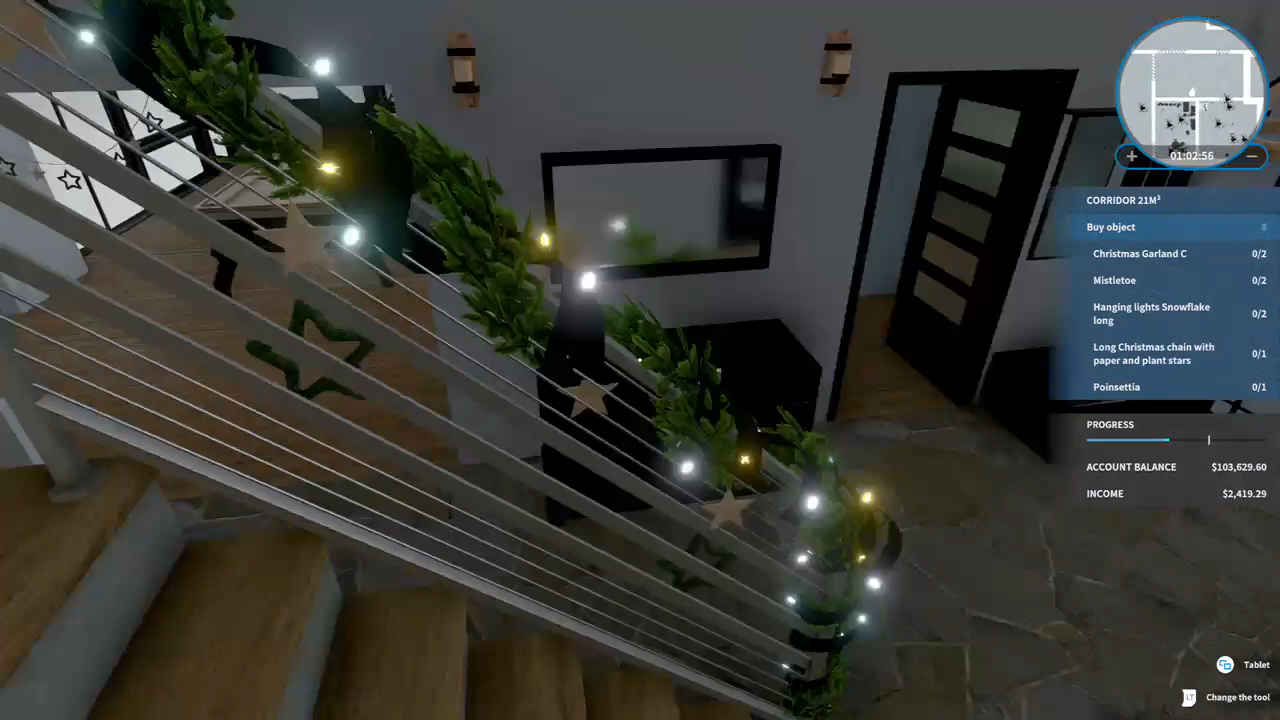 01:02:56
CORRIDOR 21M²
Buy object 8
Christmas Garland C 0/2
Mistletoe 0/2
Hanging lights Snowflake
long 0/2
Long Christmas chain with
paper and plant stars 0/1
Poinsettia 0/1
PROGRESS
ACCOUNT BALANCE $103,629.60
INCOME $2,419.29
Tablet
LT Change the tool